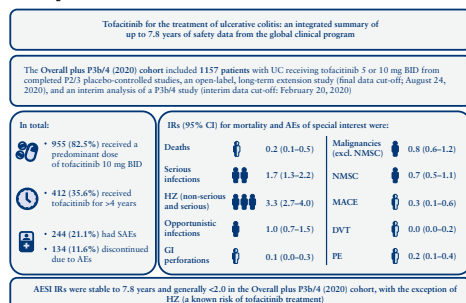 Tofacitinib for the treatment of ulcerative colitis: an integrated summary of
up to 7.8 years of safety data from the global clinical program
The Overall plus P3b/4 (2020) cohort included 1157 patients with UC receiving tofacitinib 5 or 10 mg BID from
completed P2/3 placebo-controlled studies, an open-label, long-term extension study (final data cut-off; August 24,
2020), and an interim analysis of a P3b/4 study (interim data cut-off: February 20, 2020)
In total:
• 955 (82.5%) received a
predominant dose
of tofacitinib 10 mg BID
• 412 (35.6%) received
tofacitinib for >4 years
• 244 (21.1%) had SAEs
• 134 (11.6%) discontinued
due to AEs
IRs (95% CI) for mortality and AEs of special interest were:
Deaths 0.2 (0.1–0.5)
Serious
infections 1.7 (1.3–2.2)
HZ (non-serious
and serious) 3.3 (2.7–4.0)
Opportunistic
infections 1.0 (0.7–1.5)
GI
perforations 0.1 (0.0–0.3)
Malignancies
(excl. NMSC) 0.8 (0.6–1.2)
NMSC 0.7 (0.5–1.1)
MACE 0.3 (0.1–0.6)
DVT 0.0 (0.0–0.2)
PE 0.2 (0.1–0.4)
AESI IRs were stable to 7.8 years and generally <2.0 in the Overall plus P3b/4 (2020) cohort, with the exception of
HZ (a known risk of tofacitinib treatment)